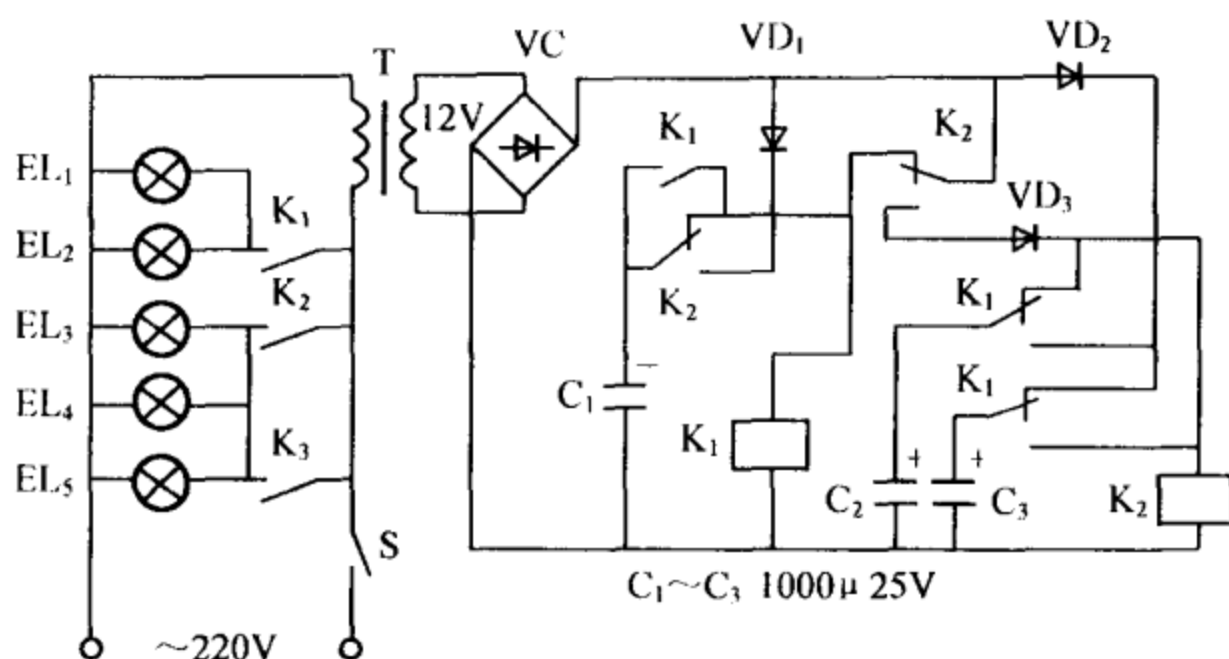 T
VC
VD₁
VD₂
12V
K₁
K₂
EL₁
K₁
VD₃
EL₂
K₂
EL₃
K₂
K₁
C₁
K₁
K₁
EL₄
K₃
EL₅
C₂
C₃
K₂
S
C₁～C₃ 1000μ 25V
～220V
+
+
−